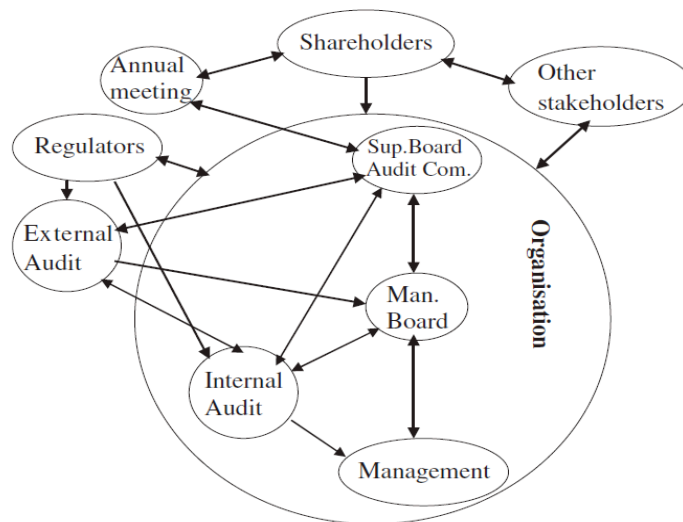 Shareholders
Annual
meeting
Other
stakeholders
Regulators
Sup.Board
Audit Com.
External
Audit
Organisation
Man.
Board
Internal
Audit
Management